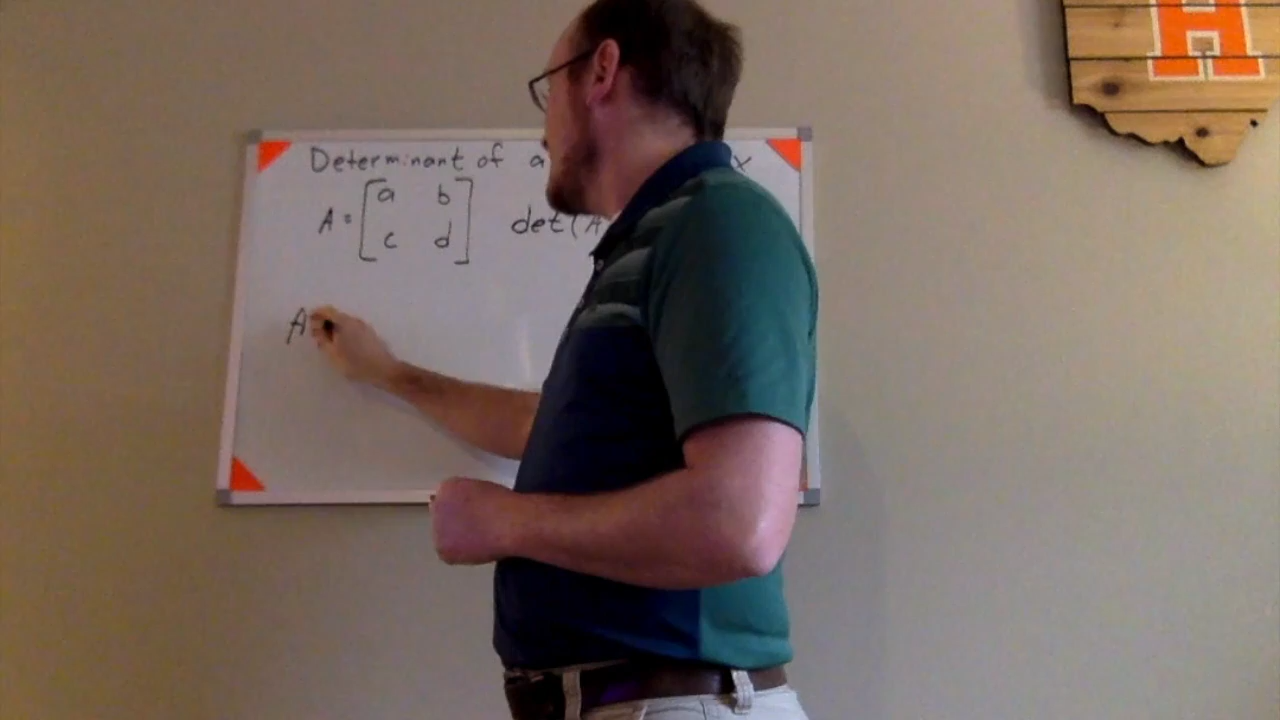 Determinant of a x
A = [a b
c d] det(A
A
H